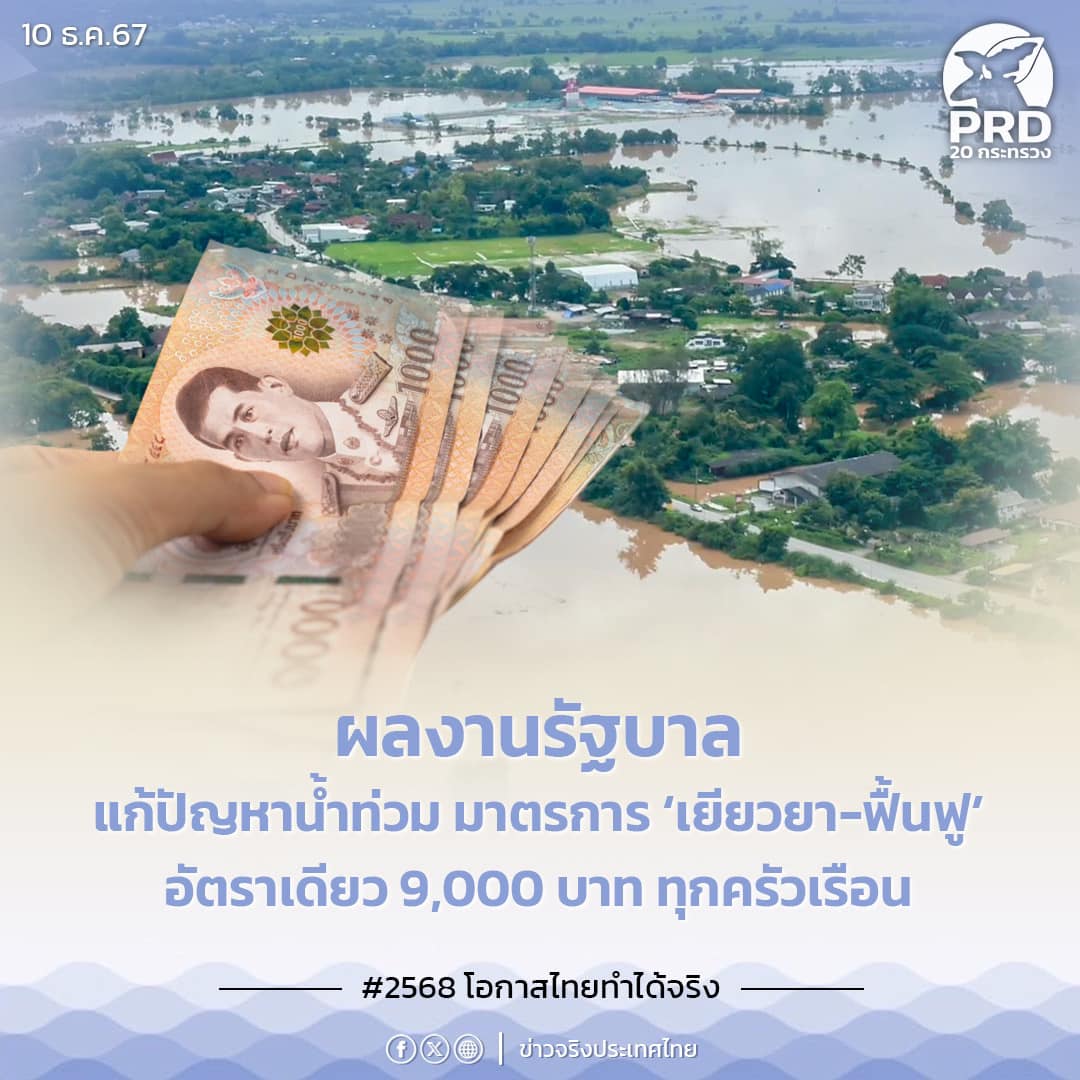 10 ธ.ค.67
PRD
20 กระทรวง
1000
1000
1000
ผลงานรัฐบาล
แก้ปัญหาน้ำท่วม มาตรการ ‘เยียวยา-ฟื้นฟู’
อัตราเดียว 9,000 บาท ทุกครัวเรือน
#2568 โอกาสไทยทำได้จริง
ข่าวจริงประเทศไทย